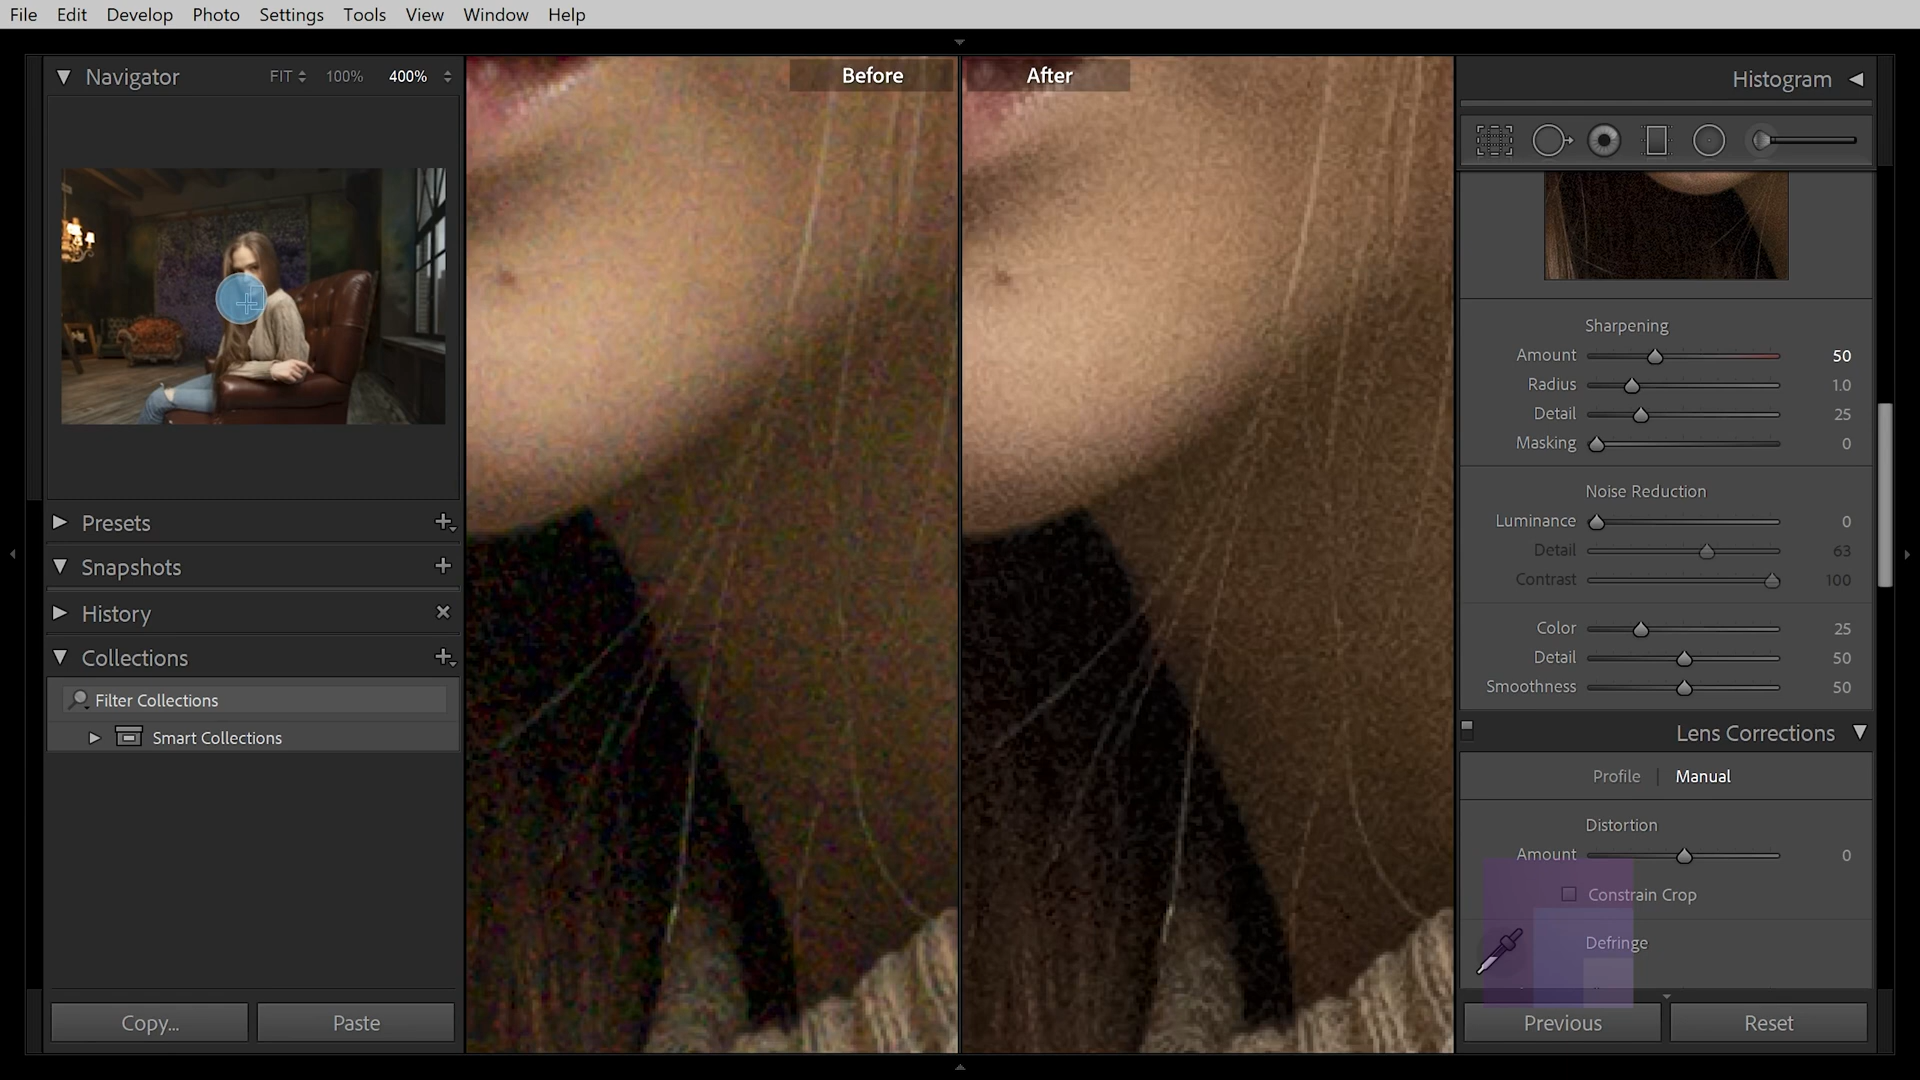 File Edit Develop Photo Settings Tools View Window Help
Navigator FIT 100% 400%
Before
After
Histogram
Sharpening
Amount 50
Radius 1.0
Detail 25
Masking 0
Noise Reduction
Luminance 0
Detail 63
Contrast 100
Color 25
Detail 50
Smoothness 50
Lens Corrections
Profile | Manual
Distortion
Amount 0
Constrain Crop
Defringe
Presets
Snapshots
History
Collections
Filter Collections
Smart Collections
Copy... Paste
Previous Reset